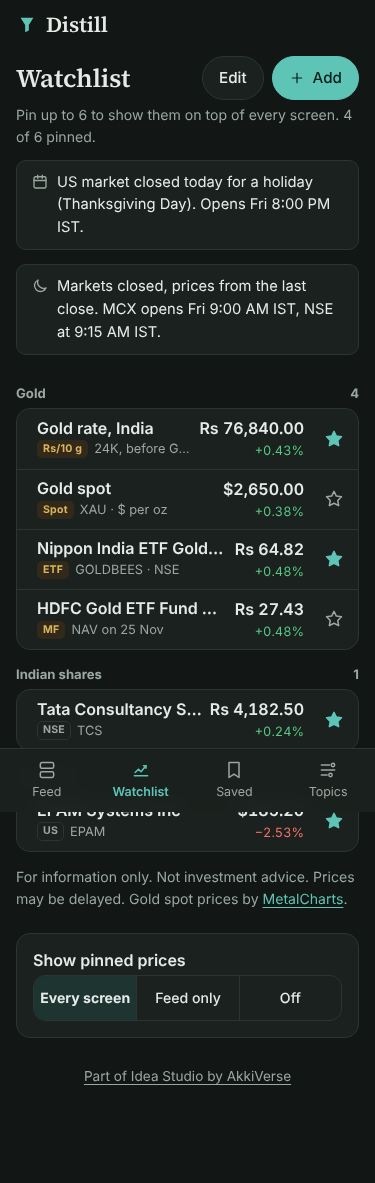 Distill
Watchlist
Edit
Add
Pin up to 6 to show them on top of every screen. 4
of 6 pinned.
US market closed today for a holiday
(Thanksgiving Day). Opens Fri 8:00 PM
IST.
Markets closed, prices from the last
close. MCX opens Fri 9:00 AM IST, NSE
at 9:15 AM IST.
Gold 4
Gold rate, India Rs 76,840.00
Rs/10 g 24K, before G... +0.43%
Gold spot $2,650.00
Spot XAU · $ per oz +0.38%
Nippon India ETF Gold... Rs 64.82
ETF GOLDBEES · NSE +0.48%
HDFC Gold ETF Fund ... Rs 27.43
MF NAV on 25 Nov +0.48%
Indian shares 1
Tata Consultancy S... Rs 4,182.50
NSE TCS +0.24%
Feed Watchlist Saved Topics
EPAM Systems Inc
US EPAM −2.53%
For information only. Not investment advice. Prices
may be delayed. Gold spot prices by MetalCharts.
Show pinned prices
Every screen Feed only Off
Part of Idea Studio by AkkiVerse